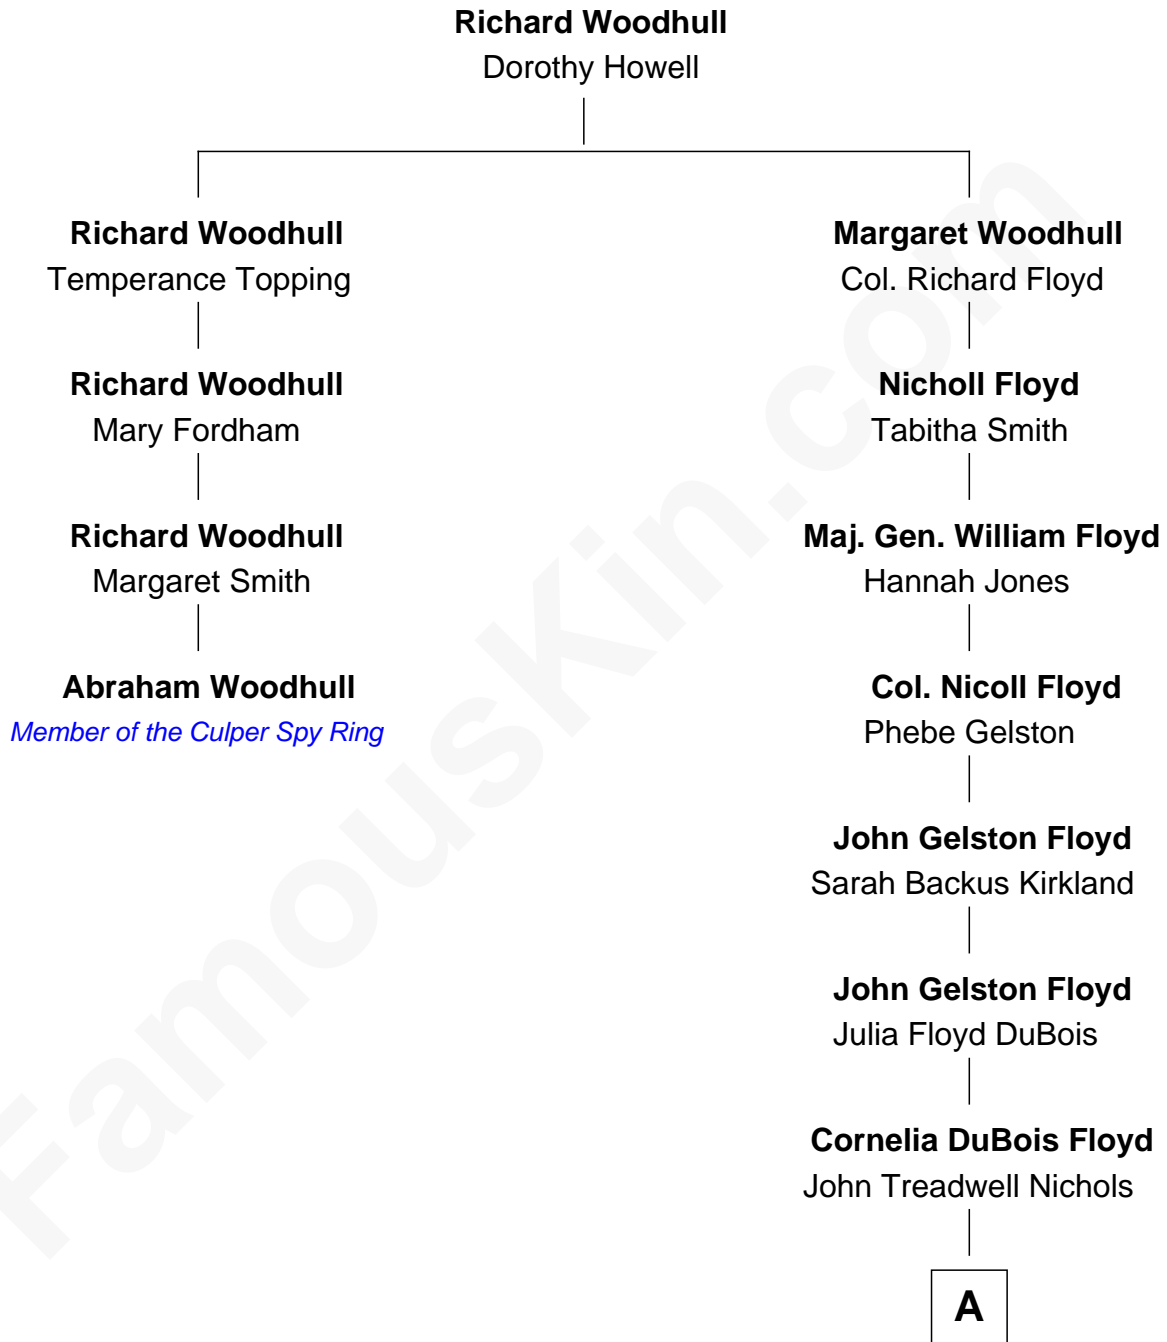 Richard Woodhull
Dorothy Howell
Richard Woodhull
Temperance Topping
Richard Woodhull
Mary Fordham
Richard Woodhull
Margaret Smith
Abraham Woodhull
Member of the Culper Spy Ring
Margaret Woodhull
Col. Richard Floyd
Nicholl Floyd
Tabitha Smith
Maj. Gen. William Floyd
Hannah Jones
Col. Nicoll Floyd
Phebe Gelston
John Gelston Floyd
Sarah Backus Kirkland
John Gelston Floyd
Julia Floyd DuBois
Cornelia DuBois Floyd
John Treadwell Nichols
A
FamousKin.com